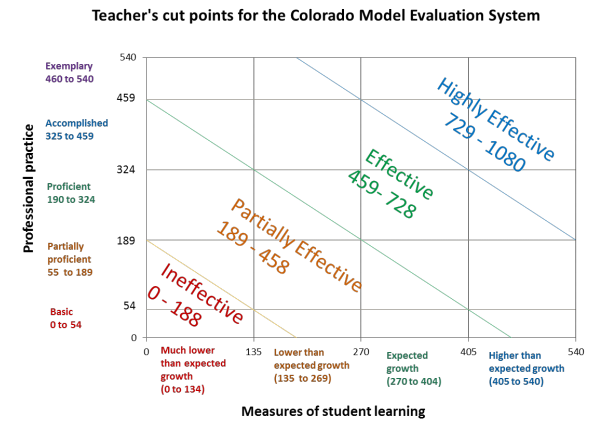 Teacher's cut points for the Colorado Model Evaluation System
Professional practice
Exemplary
460 to 540
Accomplished
325 to 459
Proficient
190 to 324
Partially
proficient
55 to 189
Basic
0 to 54
540
459
324
189
54
0
Highly Effective
729 - 1080
Effective
459- 728
Partially Effective
189 - 458
Ineffective
0 - 188
0
135
270
405
540
Much lower
than expected
growth
(0 to 134)
Lower than
expected growth
(135 to 269)
Expected
growth
(270 to 404)
Higher than
expected growth
(405 to 540)
Measures of student learning